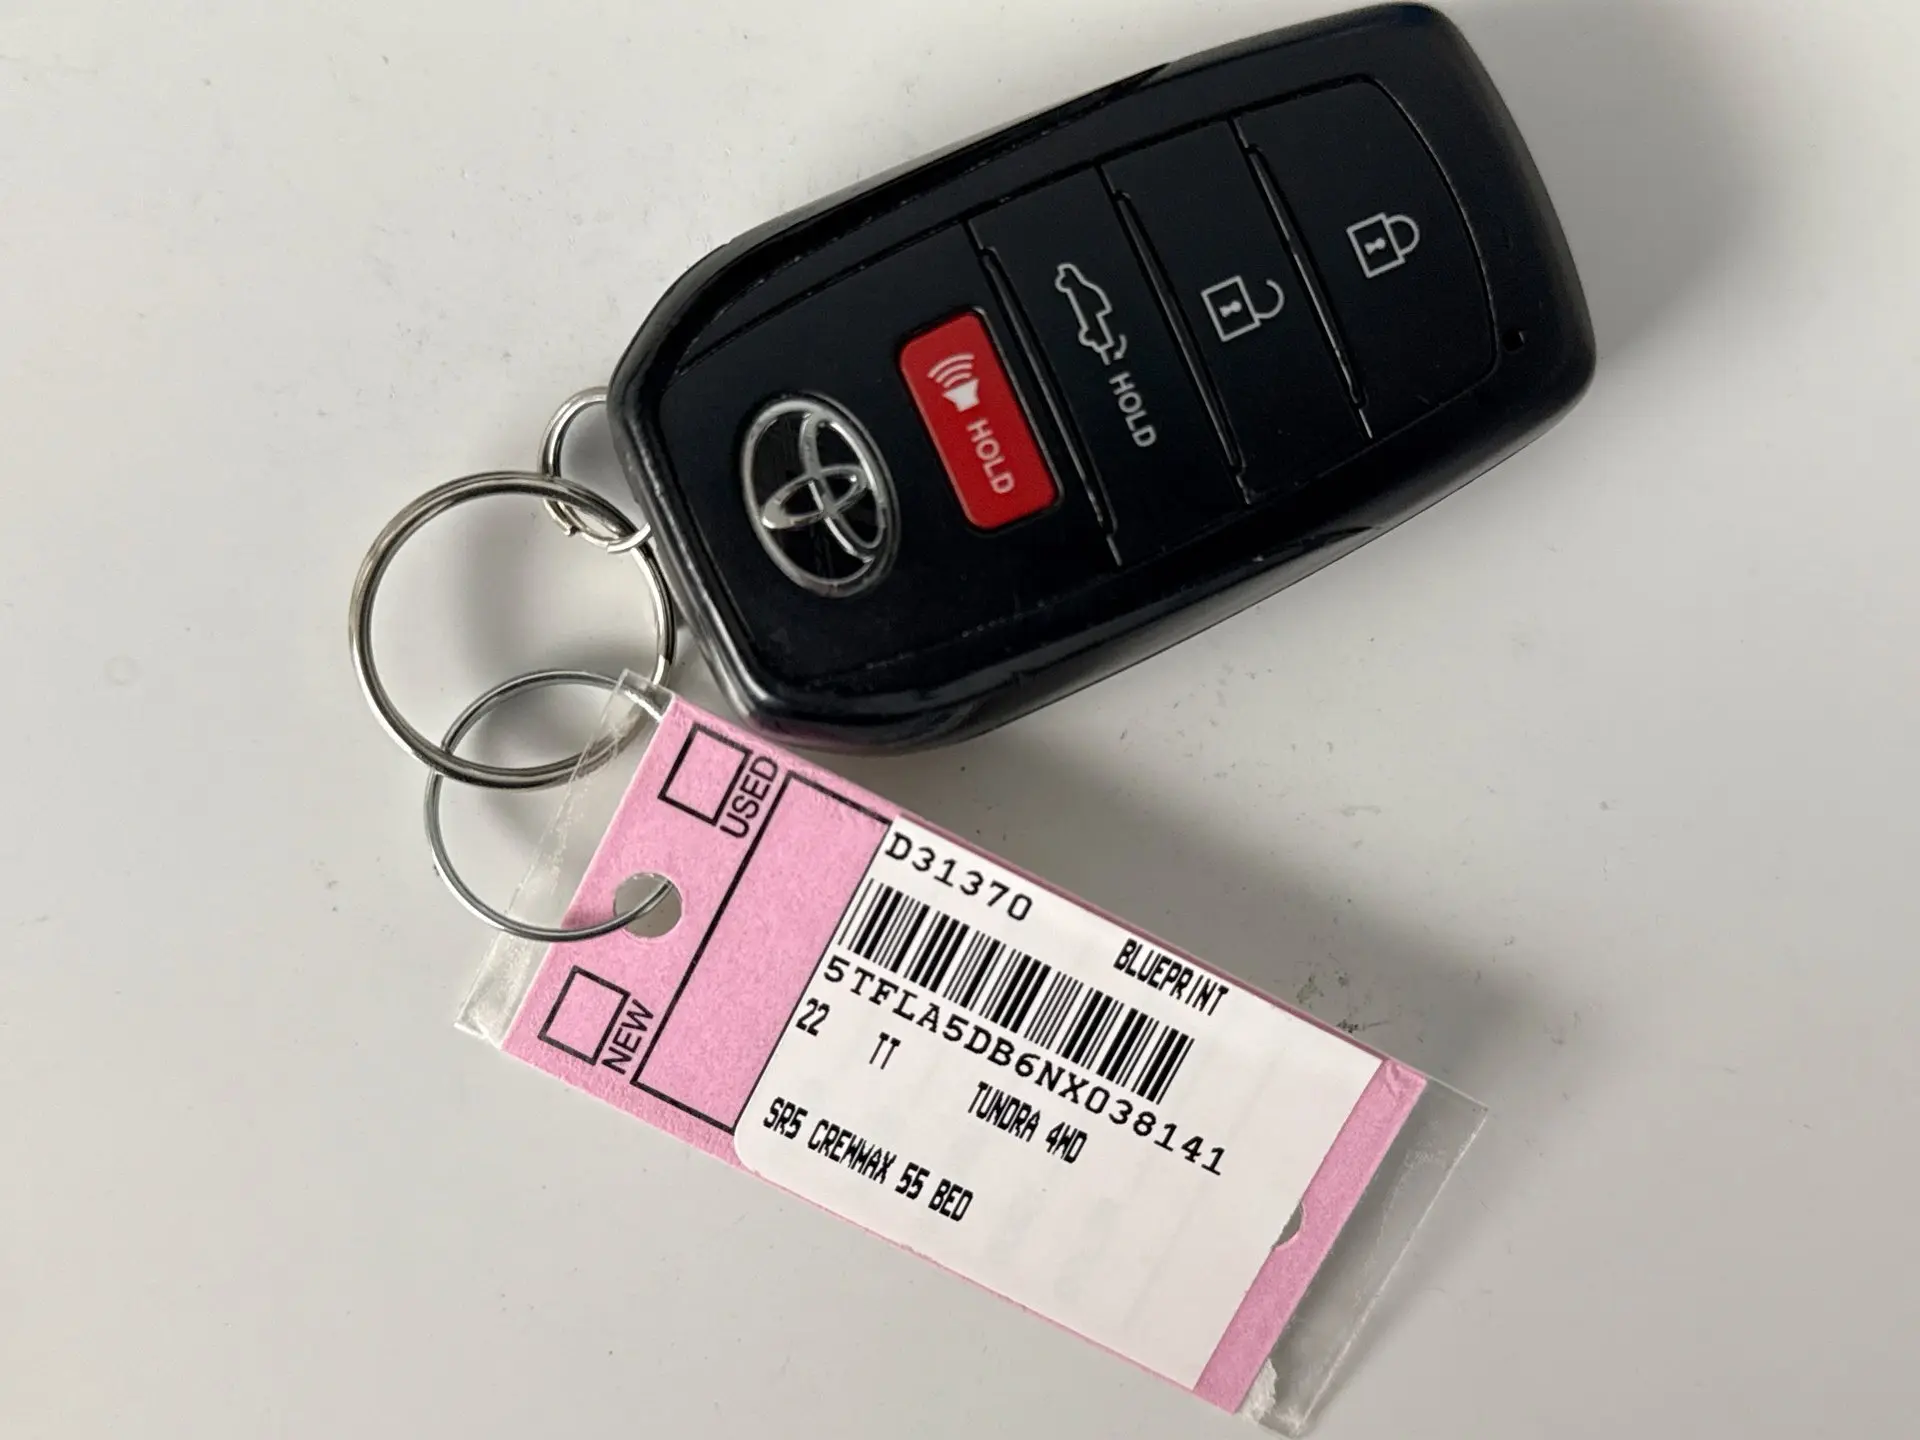 HOLD
HOLD
USED
NEW
D31370
BLUEPRINT
5TFLA5DB6NX038141
22 TT TUNDRA 4WD
SR5 CREWMAX 55 BED